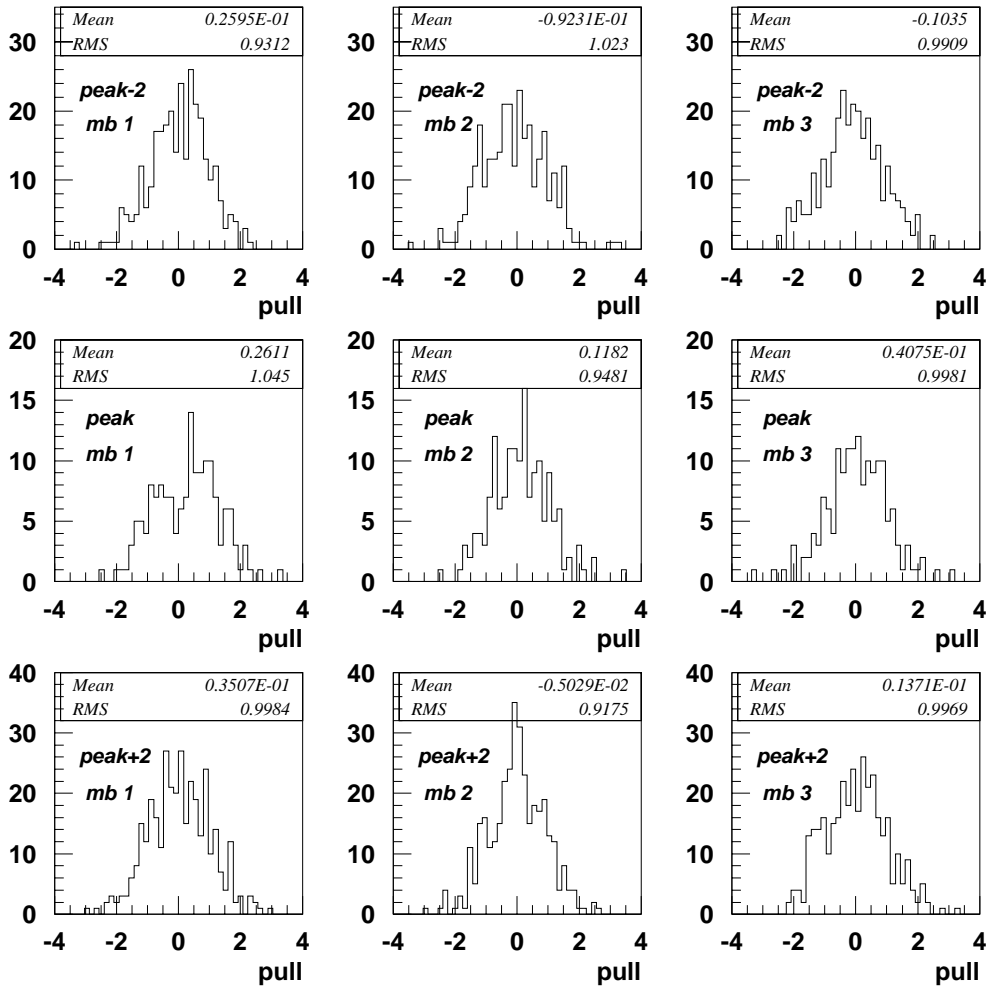 Mean 0.2595E-01
RMS 0.9312
peak-2
mb 1
0 10 20 30
-4 -2 0 2 4
pull
Mean -0.9231E-01
RMS 1.023
peak-2
mb 2
0 10 20 30
-4 -2 0 2 4
pull
Mean -0.1035
RMS 0.9909
peak-2
mb 3
0 10 20 30
-4 -2 0 2 4
pull
Mean 0.2611
RMS 1.045
peak
mb 1
0 5 10 15 20
-4 -2 0 2 4
pull
Mean 0.1182
RMS 0.9481
peak
mb 2
0 5 10 15 20
-4 -2 0 2 4
pull
Mean 0.4075E-01
RMS 0.9981
peak
mb 3
0 5 10 15 20
-4 -2 0 2 4
pull
Mean 0.3507E-01
RMS 0.9984
peak+2
mb 1
0 10 20 30 40
-4 -2 0 2 4
pull
Mean -0.5029E-02
RMS 0.9175
peak+2
mb 2
0 10 20 30 40
-4 -2 0 2 4
pull
Mean 0.1371E-01
RMS 0.9969
peak+2
mb 3
0 10 20 30 40
-4 -2 0 2 4
pull